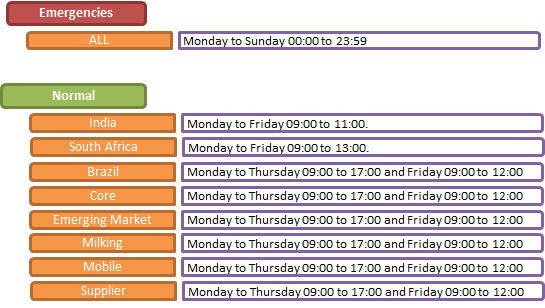 Emergencies
ALL Monday to Sunday 00:00 to 23:59
Normal
India Monday to Friday 09:00 to 11:00.
South Africa Monday to Friday 09:00 to 13:00.
Brazil Monday to Thursday 09:00 to 17:00 and Friday 09:00 to 12:00
Core Monday to Thursday 09:00 to 17:00 and Friday 09:00 to 12:00
Emerging Market Monday to Thursday 09:00 to 17:00 and Friday 09:00 to 12:00
Milking Monday to Thursday 09:00 to 17:00 and Friday 09:00 to 12:00
Mobile Monday to Thursday 09:00 to 17:00 and Friday 09:00 to 12:00
Supplier Monday to Thursday 09:00 to 17:00 and Friday 09:00 to 12:00